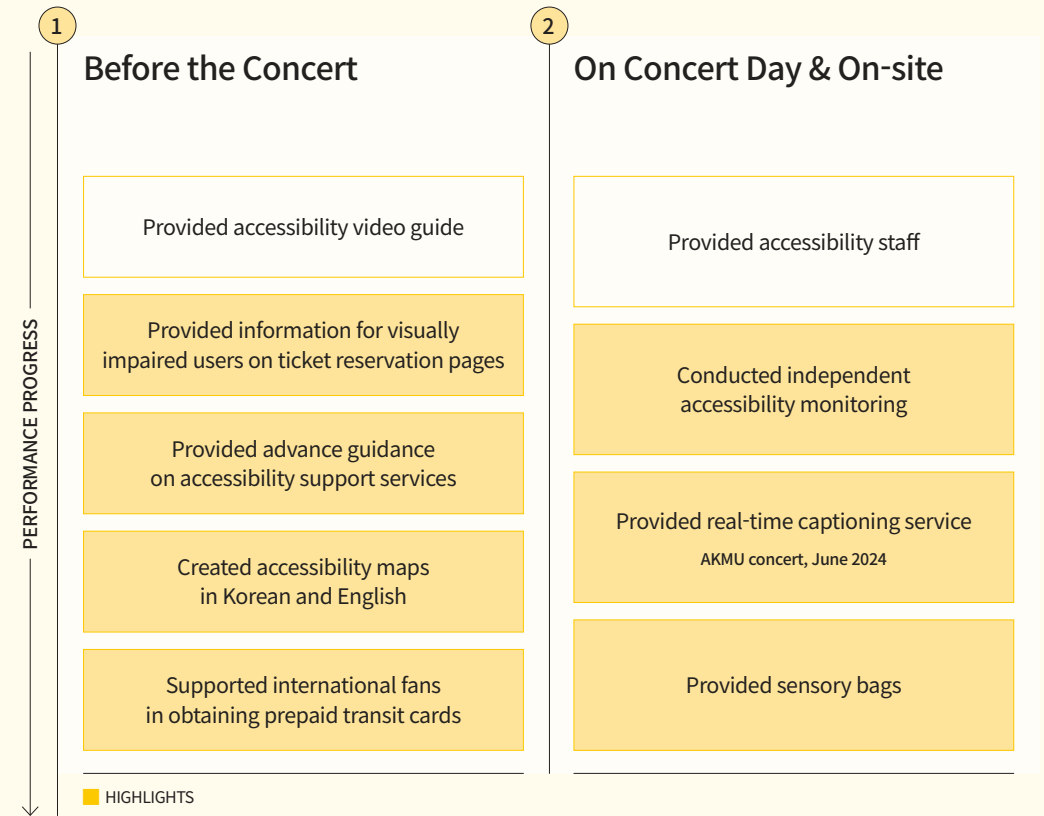 1
Before the Concert
Provided accessibility video guide
Provided information for visually
impaired users on ticket reservation pages
Provided advance guidance
on accessibility support services
Created accessibility maps
in Korean and English
Supported international fans
in obtaining prepaid transit cards
2
On Concert Day & On-site
Provided accessibility staff
Conducted independent
accessibility monitoring
Provided real-time captioning service
AKMU concert, June 2024
Provided sensory bags
PERFORMANCE PROGRESS
HIGHLIGHTS